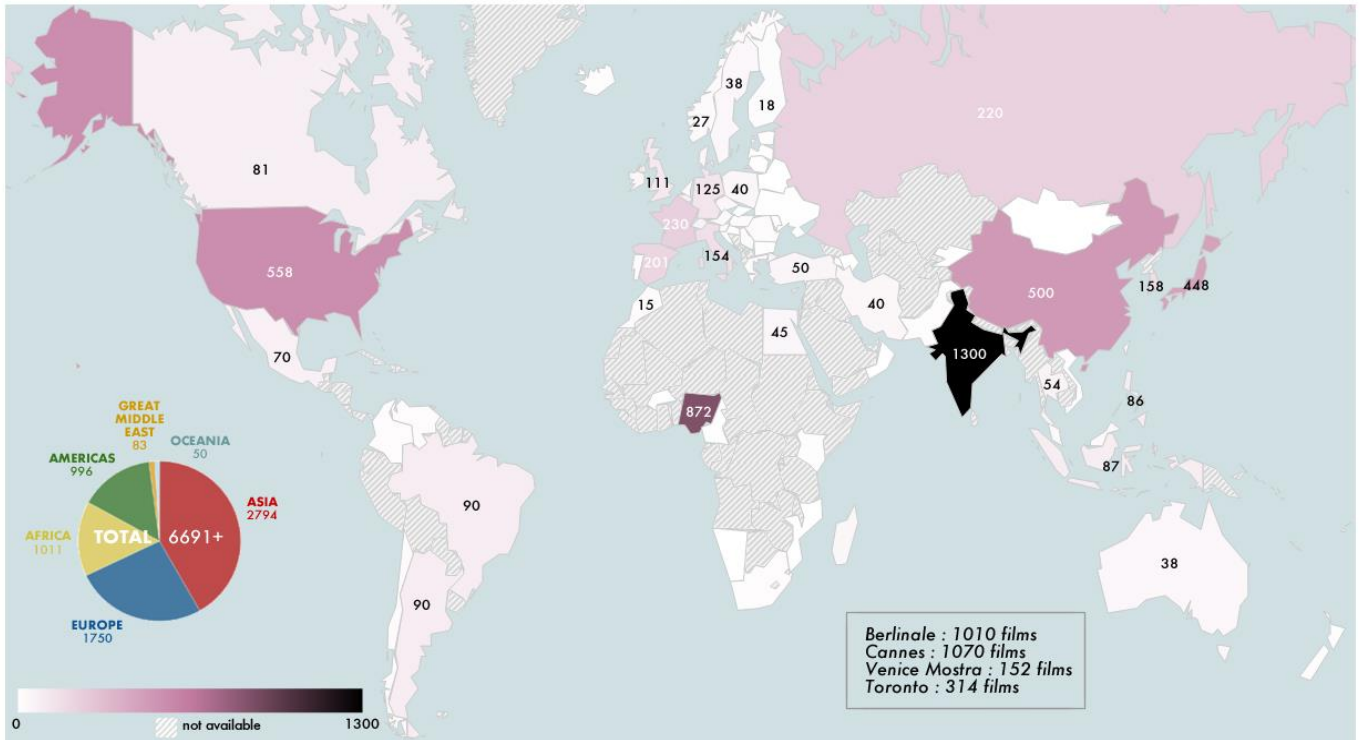 38
18
27
220
81
111
125
40
230
201
154
558
50
15
45
40
500
158
448
1300
70
872
54
86
87
90
90
38
GREAT
MIDDLE
EAST
83
OCEANIA
50
AMERICAS
996
ASIA
2794
AFRICA
1011
TOTAL 6691+
EUROPE
1750
Berlinale : 1010 films
Cannes : 1070 films
Venice Mostra : 152 films
Toronto : 314 films
0
not available
1300